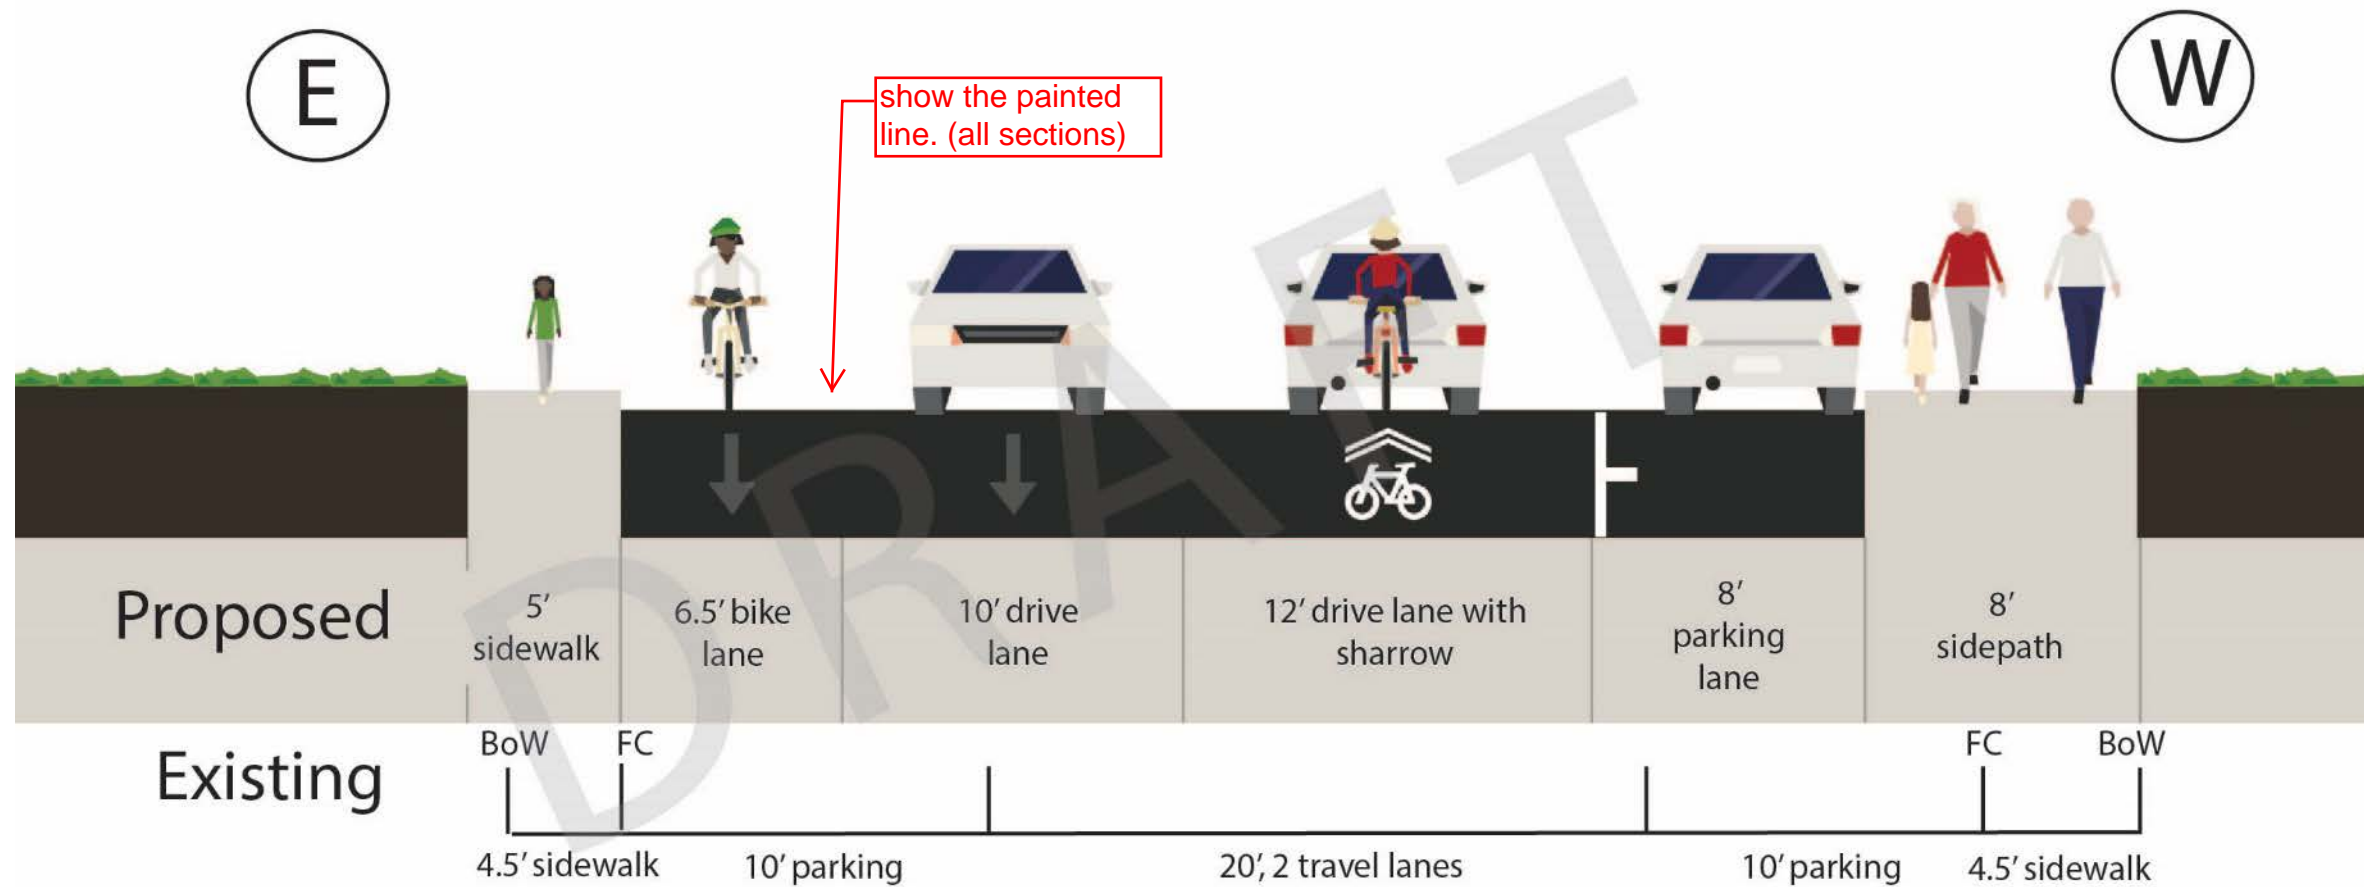 E
W
show the painted
line. (all sections)
DRAFT
Proposed
5’
sidewalk
6.5’ bike
lane
10’ drive
lane
12’ drive lane with
sharrow
8’
parking
lane
8’
sidepath
Existing
BoW
FC
FC
BoW
4.5’ sidewalk
10’ parking
20’, 2 travel lanes
10’ parking
4.5’ sidewalk